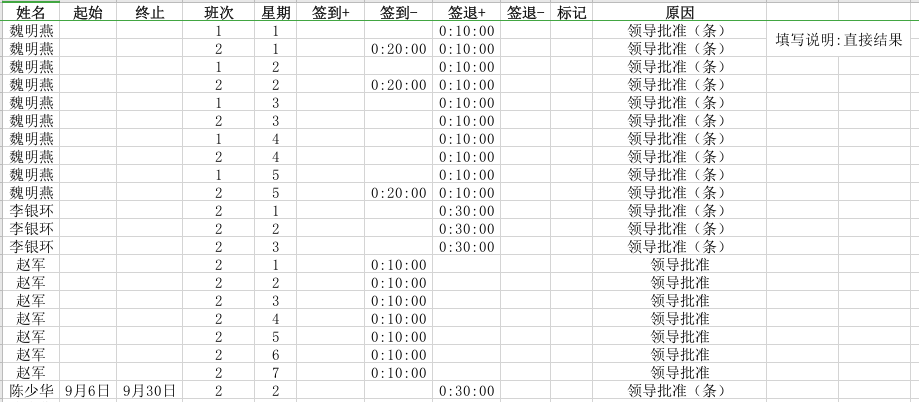 姓名 起始 终止 班次 星期 签到+ 签到- 签退+ 签退- 标记 原因
魏明燕 1 1 0:10:00 领导批准（条）
填写说明:直接结果
魏明燕 2 1 0:20:00 0:10:00 领导批准（条）
魏明燕 1 2 0:10:00 领导批准（条）
魏明燕 2 2 0:20:00 0:10:00 领导批准（条）
魏明燕 1 3 0:10:00 领导批准（条）
魏明燕 2 3 0:10:00 领导批准（条）
魏明燕 1 4 0:10:00 领导批准（条）
魏明燕 2 4 0:10:00 领导批准（条）
魏明燕 1 5 0:10:00 领导批准（条）
魏明燕 2 5 0:20:00 0:10:00 领导批准（条）
李银环 2 1 0:30:00 领导批准（条）
李银环 2 2 0:30:00 领导批准（条）
李银环 2 3 0:30:00 领导批准（条）
赵军 2 1 0:10:00 领导批准
赵军 2 2 0:10:00 领导批准
赵军 2 3 0:10:00 领导批准
赵军 2 4 0:10:00 领导批准
赵军 2 5 0:10:00 领导批准
赵军 2 6 0:10:00 领导批准
赵军 2 7 0:10:00 领导批准
陈少华 9月6日 9月30日 2 2 0:30:00 领导批准（条）